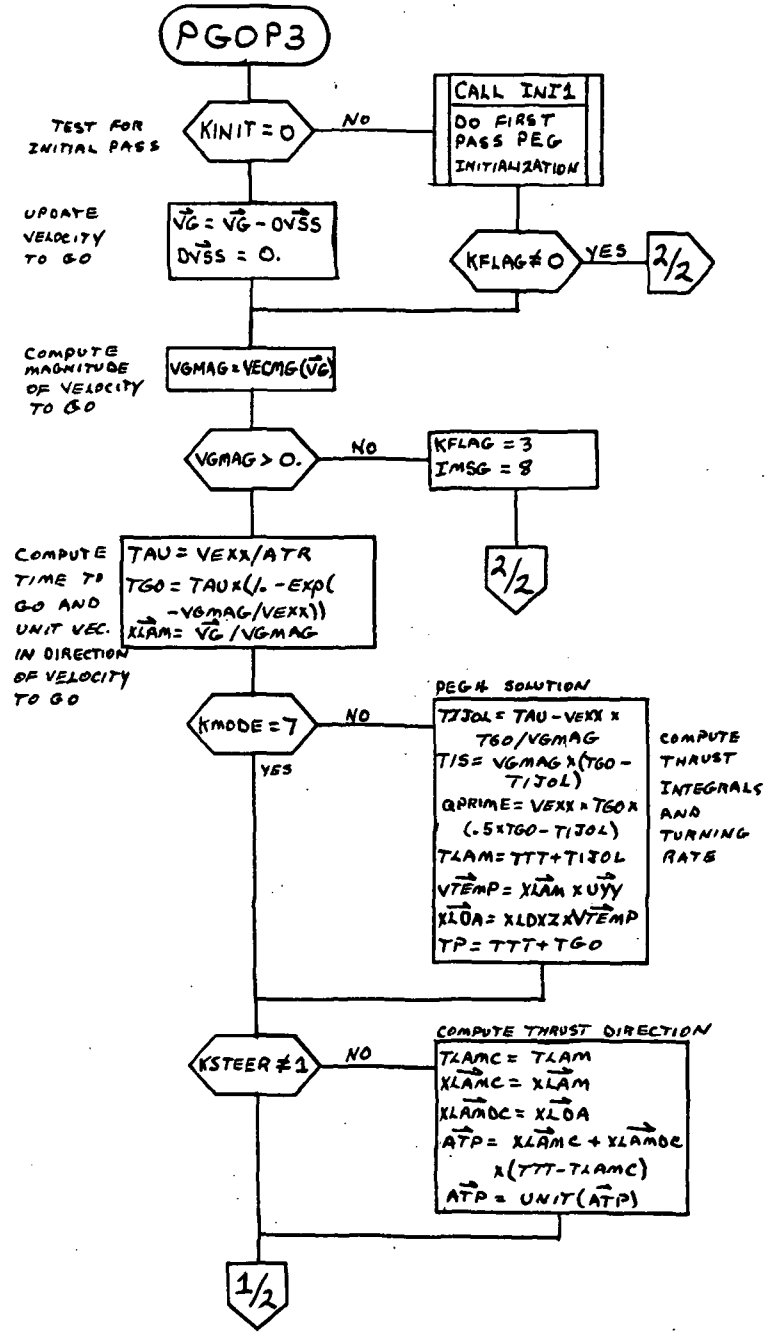 PGOP3
TEST FOR
INITIAL PASS
KINIT = 0
NO
CALL INI1
DO FIRST
PASS PEG
INITIALIZATION
UPDATE
VELOCITY
TO GO
VG = VG - DVSS
DVSS = 0.
KFLAG ≠ 0
YES
2/2
COMPUTE
MAGNITUDE
OF VELOCITY
TO GO
VGMAG = VECMG(VG)
VGMAG > 0.
NO
KFLAG = 3
IMSG = 8
2/2
COMPUTE
TIME TO
GO AND
UNIT VEC.
IN DIRECTION
OF VELOCITY
TO GO
TAU = VEXX/ATR
TGO = TAU x (1. - EXP(
-VGMAG/VEXX))
XLAM = VG / VGMAG
KMODE = 7
NO
YES
PEG4 SOLUTION
TIJOL = TAU - VEXX x
TGO/VGMAG
TIS = VGMAG x (TGO -
TIJOL)
QPRIME = VEXX x TGO x
(.5 x TGO - TIJOL)
TLAM = TTT + TIJOL
VTEMP = XLAM x UYY
XLDA = XLDXZ x VTEMP
TP = TTT + TGO
COMPUTE
THRUST
INTEGRALS
AND
TURNING
RATE
KSTEER ≠ 1
NO
COMPUTE THRUST DIRECTION
TLAMC = TLAM
XLAMC = XLAM
XLAMDC = XLDA
ATP = XLAMC + XLAMDC
x (TTT - TLAMC)
ATP = UNIT(ATP)
1/2